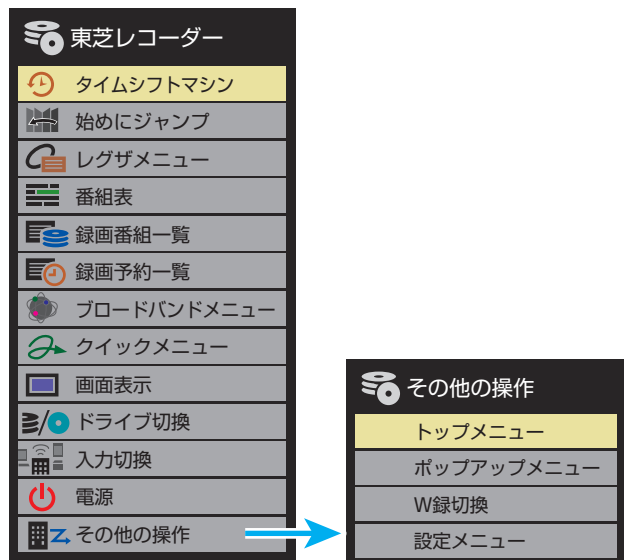 東芝レコーダー
タイムシフトマシン
始めにジャンプ
レグザメニュー
番組表
録画番組一覧
録画予約一覧
ブロードバンドメニュー
クイックメニュー
画面表示
ドライブ切換
入力切換
電源
その他の操作
その他の操作
トップメニュー
ポップアップメニュー
W録切換
設定メニュー